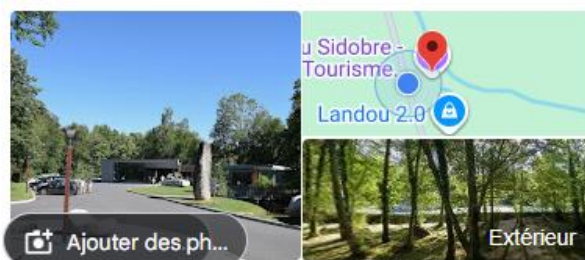 u Sidobre -
Tourisme.
Landou 2.0
Ajouter des ph...
Extérieur